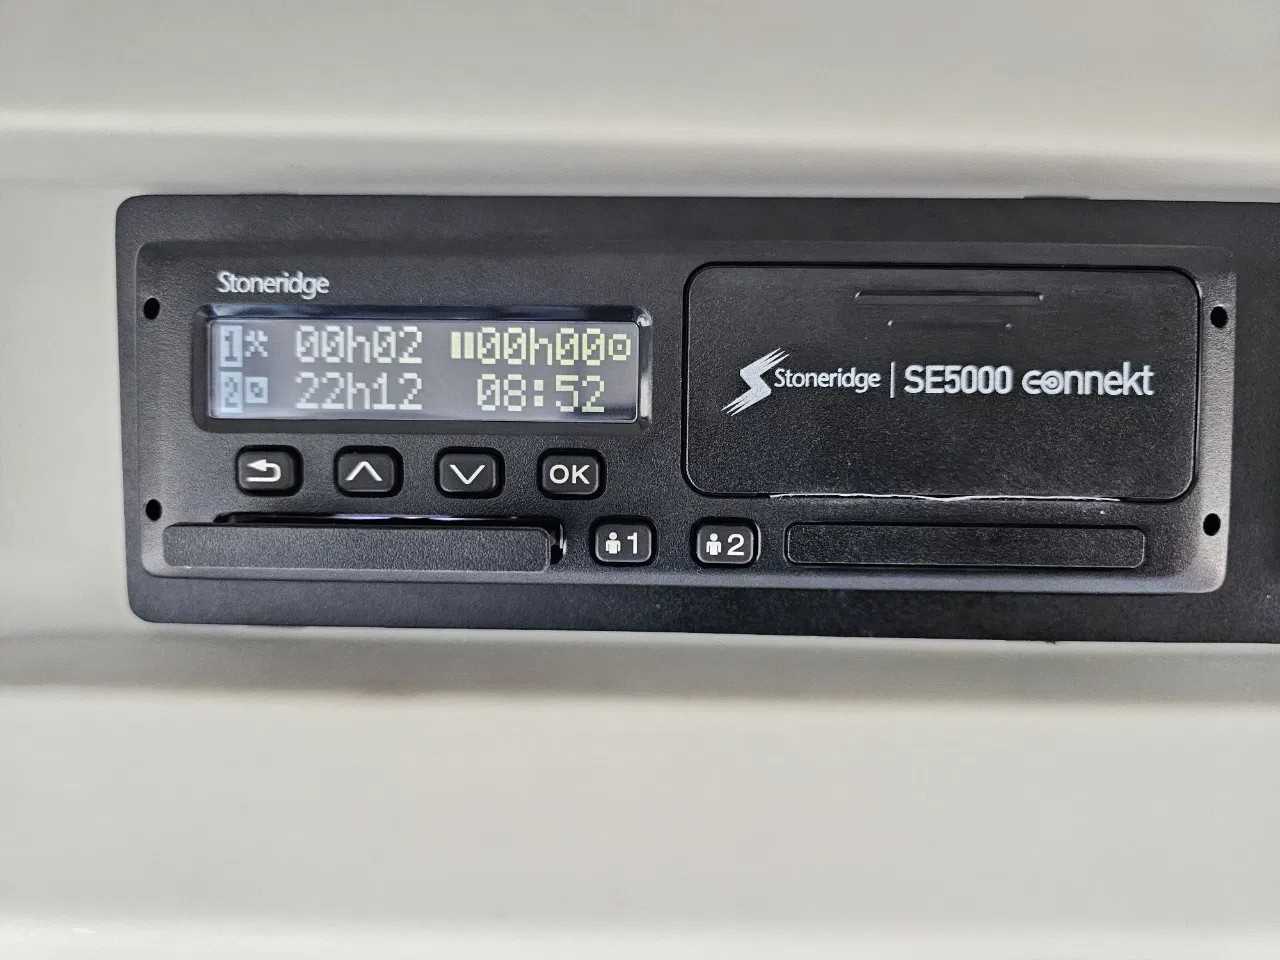 Stoneridge
1 00h02 00h00
2 22h12 08:52
OK
1 2
Stoneridge | SE5000 connekt